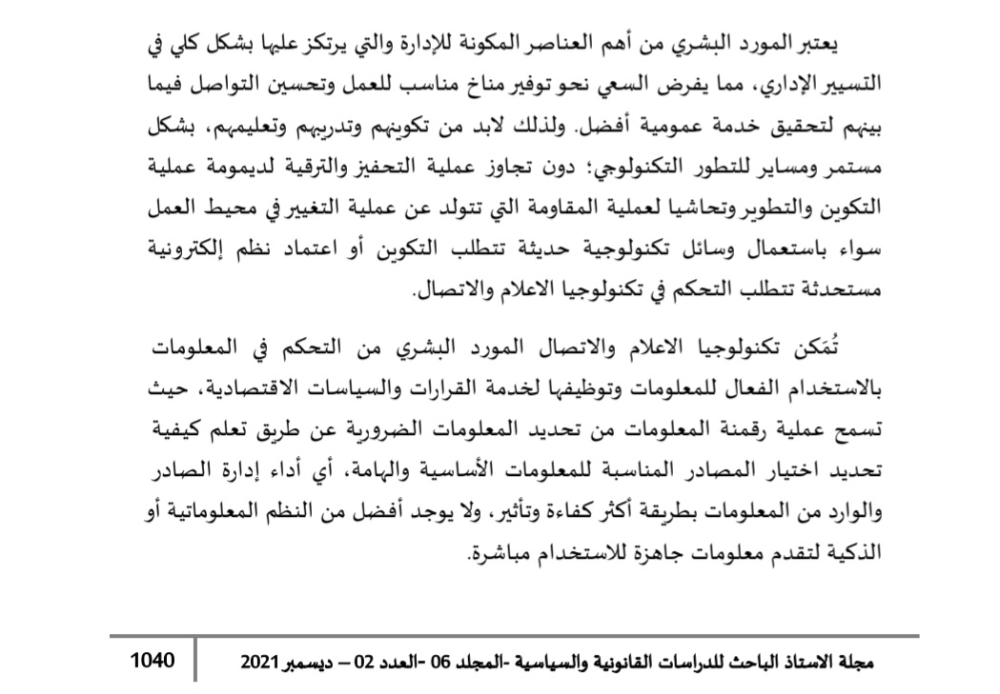 يعتبر المورد البشري من أهم العناصر المكونة للإدارة والتي يرتكز عليها بشكل كلي في
التسيير الإداري، مما يفرض السعي نحو توفير مناخ مناسب للعمل وتحسين التواصل فيما
بينهم لتحقيق خدمة عمومية أفضل. ولذلك لابد من تكوينهم وتدريبهم وتعليمهم، بشكل
مستمر ومساير للتطور التكنولوجي؛ دون تجاوز عملية التحفيز والترقية لديمومة عملية
التكوين والتطوير وتحاشيا لعملية المقاومة التي تتولد عن عملية التغيير في محيط العمل
سواء باستعمال وسائل تكنولوجية حديثة تتطلب التكوين أو اعتماد نظم إلكترونية
مستحدثة تتطلب التحكم في تكنولوجيا الاعلام والاتصال.
تُمَكن تكنولوجيا الاعلام والاتصال المورد البشري من التحكم في المعلومات
بالاستخدام الفعال للمعلومات وتوظيفها لخدمة القرارات والسياسات الاقتصادية، حيث
تسمح عملية رقمنة المعلومات من تحديد المعلومات الضرورية عن طريق تعلم كيفية
تحديد اختيار المصادر المناسبة للمعلومات الأساسية والهامة، أي أداء إدارة الصادر
والوارد من المعلومات بطريقة أكثر كفاءة وتأثير، ولا يوجد أفضل من النظم المعلوماتية أو
الذكية لتقدم معلومات جاهزة للاستخدام مباشرة.
مجلة الاستاذ الباحث للدراسات القانونية والسياسية -المجلد 06 -العدد 02 – ديسمبر 2021
1040